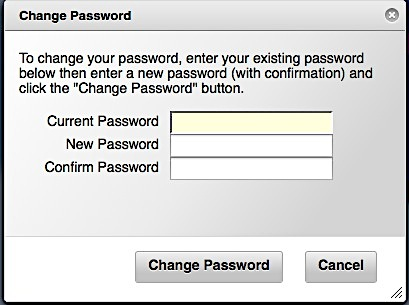 Change Password
To change your password, enter your existing password
below then enter a new password (with confirmation) and
click the "Change Password" button.
Current Password
New Password
Confirm Password
Change Password Cancel